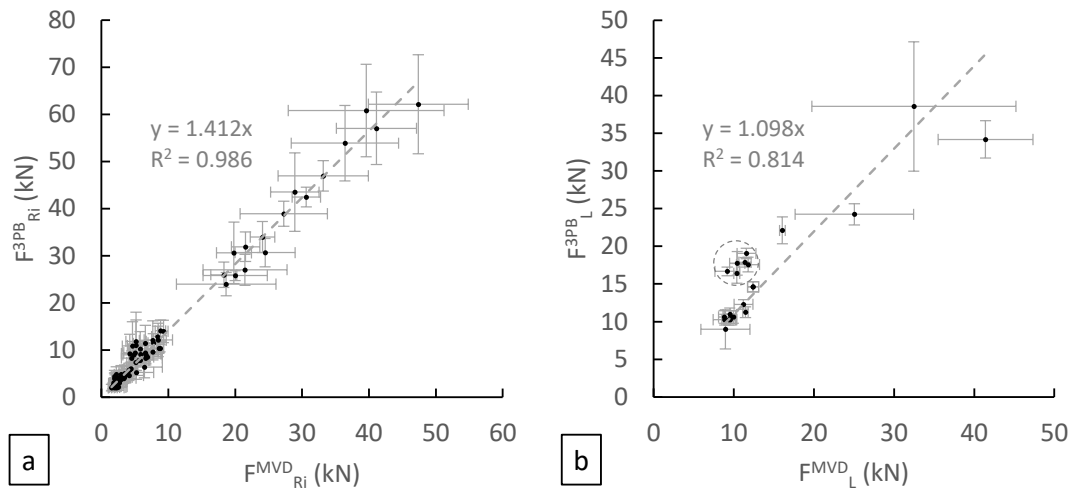 80
70
60
50
40
30
20
10
0
F³ᴾᴮRi (kN)
y = 1.412x
R² = 0.986
0 10 20 30 40 50 60
FᴹⱽᴰRi (kN)
a
50
45
40
35
30
25
20
15
10
5
0
F³ᴾᴮL (kN)
y = 1.098x
R² = 0.814
0 10 20 30 40 50
FᴹⱽᴰL (kN)
b